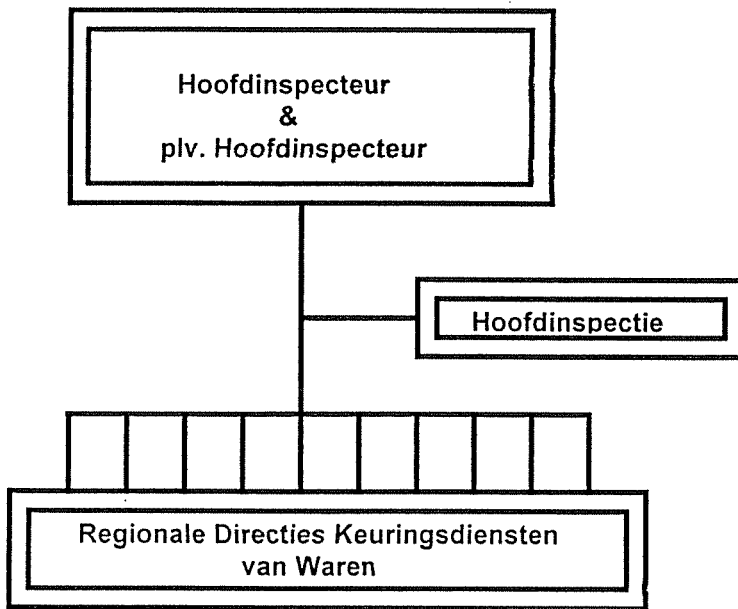 Hoofdinspecteur
&
plv. Hoofdinspecteur
Hoofdinspectie
Regionale Directies Keuringsdiensten
van Waren